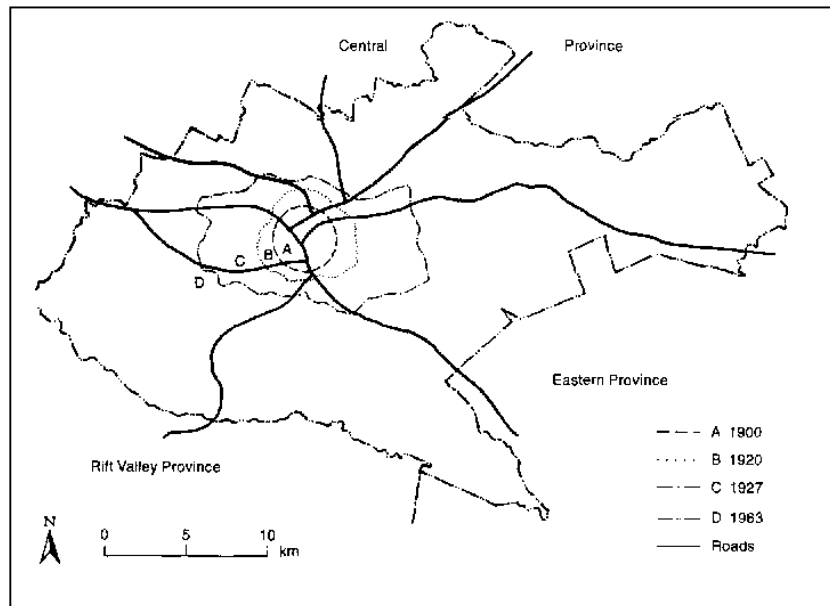 Central Province
A
B
C
D
Eastern Province
Rift Valley Province
A 1900
B 1920
C 1927
D 1963
Roads
N
0 5 10
km